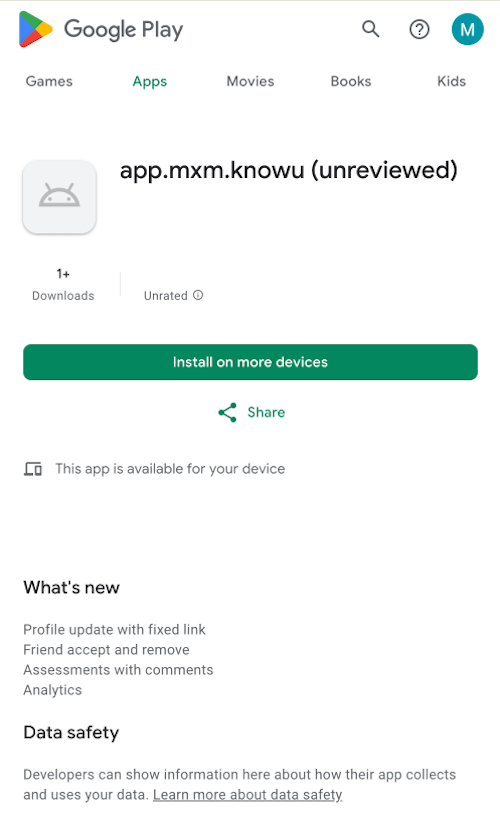 Google Play
M
Games Apps Movies Books Kids
app.mxm.knowu (unreviewed)
1+
Downloads
Unrated
Install on more devices
Share
This app is available for your device
What's new
Profile update with fixed link
Friend accept and remove
Assessments with comments
Analytics
Data safety
Developers can show information here about how their app collects
and uses your data. Learn more about data safety